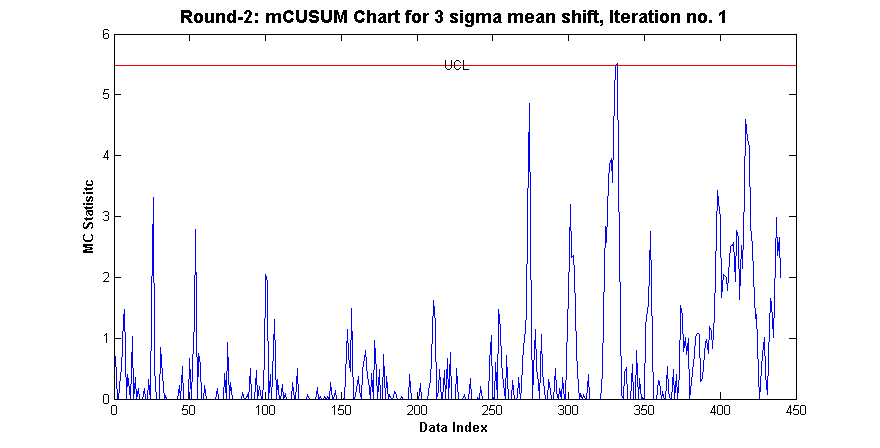 Round-2: mCUSUM Chart for 3 sigma mean shift, Iteration no. 1
6
UCL
5
4
3
2
1
0
MC Statisitc
0 50 100 150 200 250 300 350 400 450
Data Index